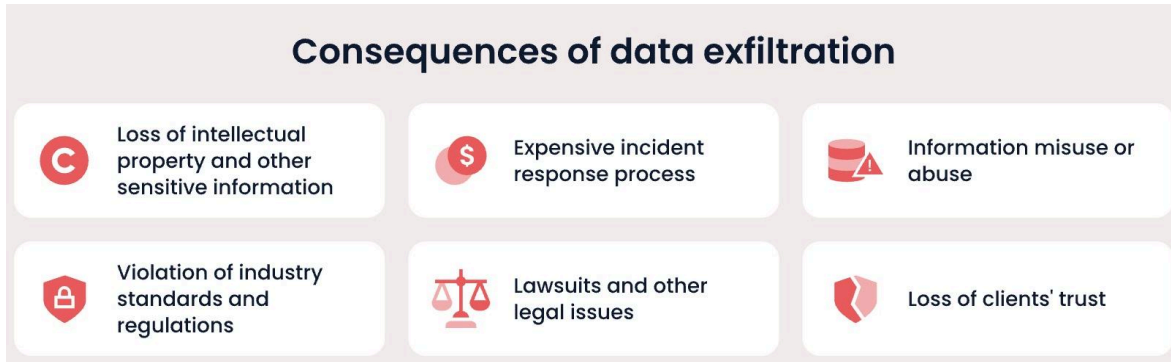 Consequences of data exfiltration
Loss of intellectual
property and other
sensitive information
$
Expensive incident
response process
!
Information misuse or
abuse
Violation of industry
standards and
regulations
Lawsuits and other
legal issues
Loss of clients' trust